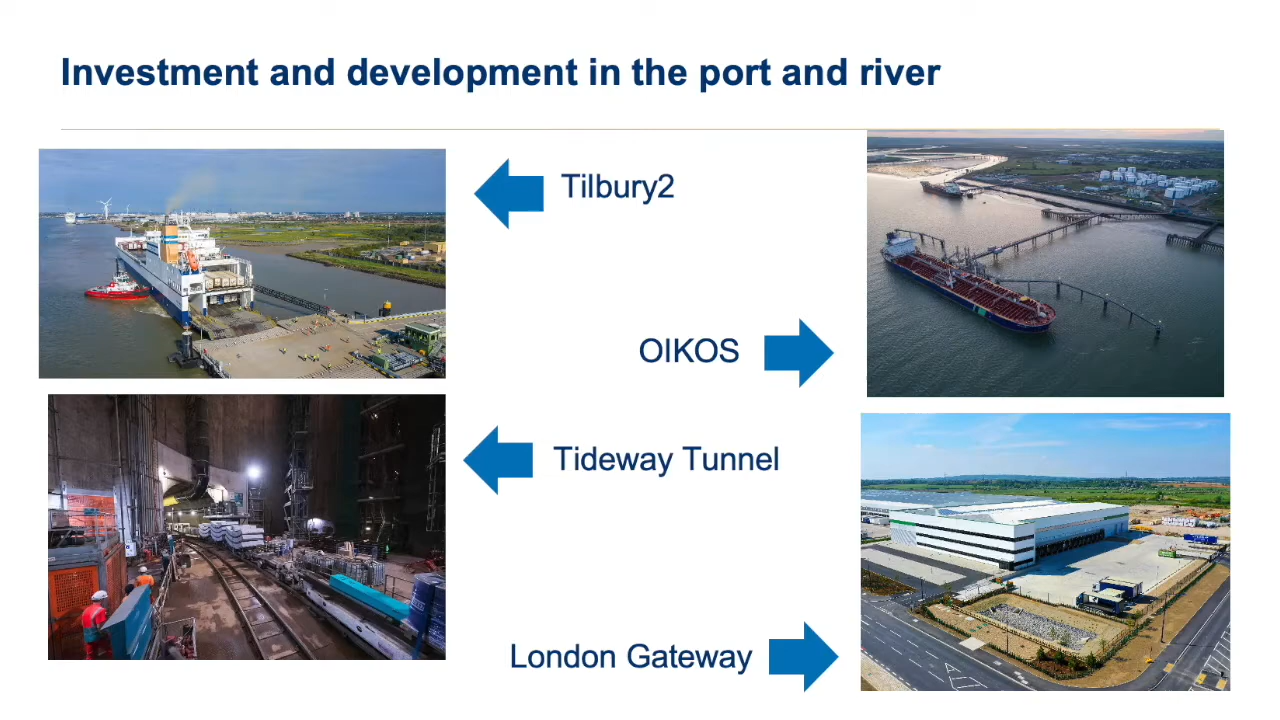 Investment and development in the port and river
Tilbury2
OIKOS
Tideway Tunnel
London Gateway